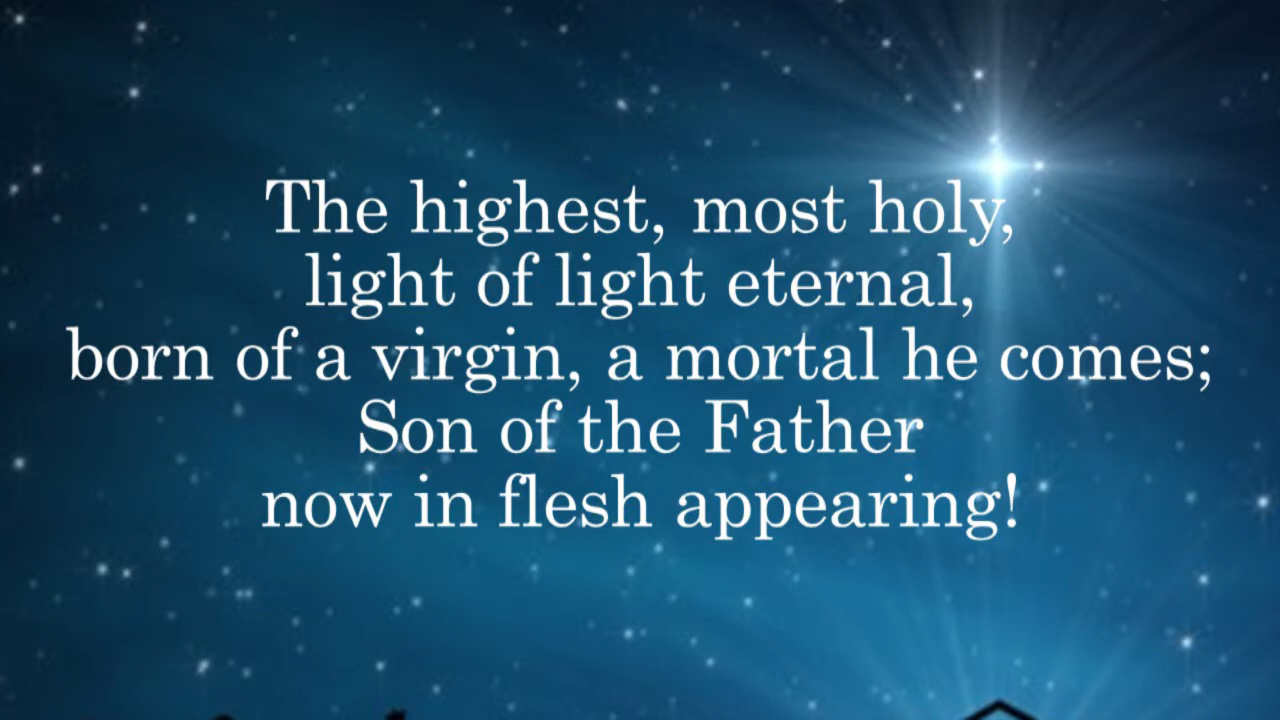 The highest, most holy,
light of light eternal,
born of a virgin, a mortal he comes;
Son of the Father
now in flesh appearing!